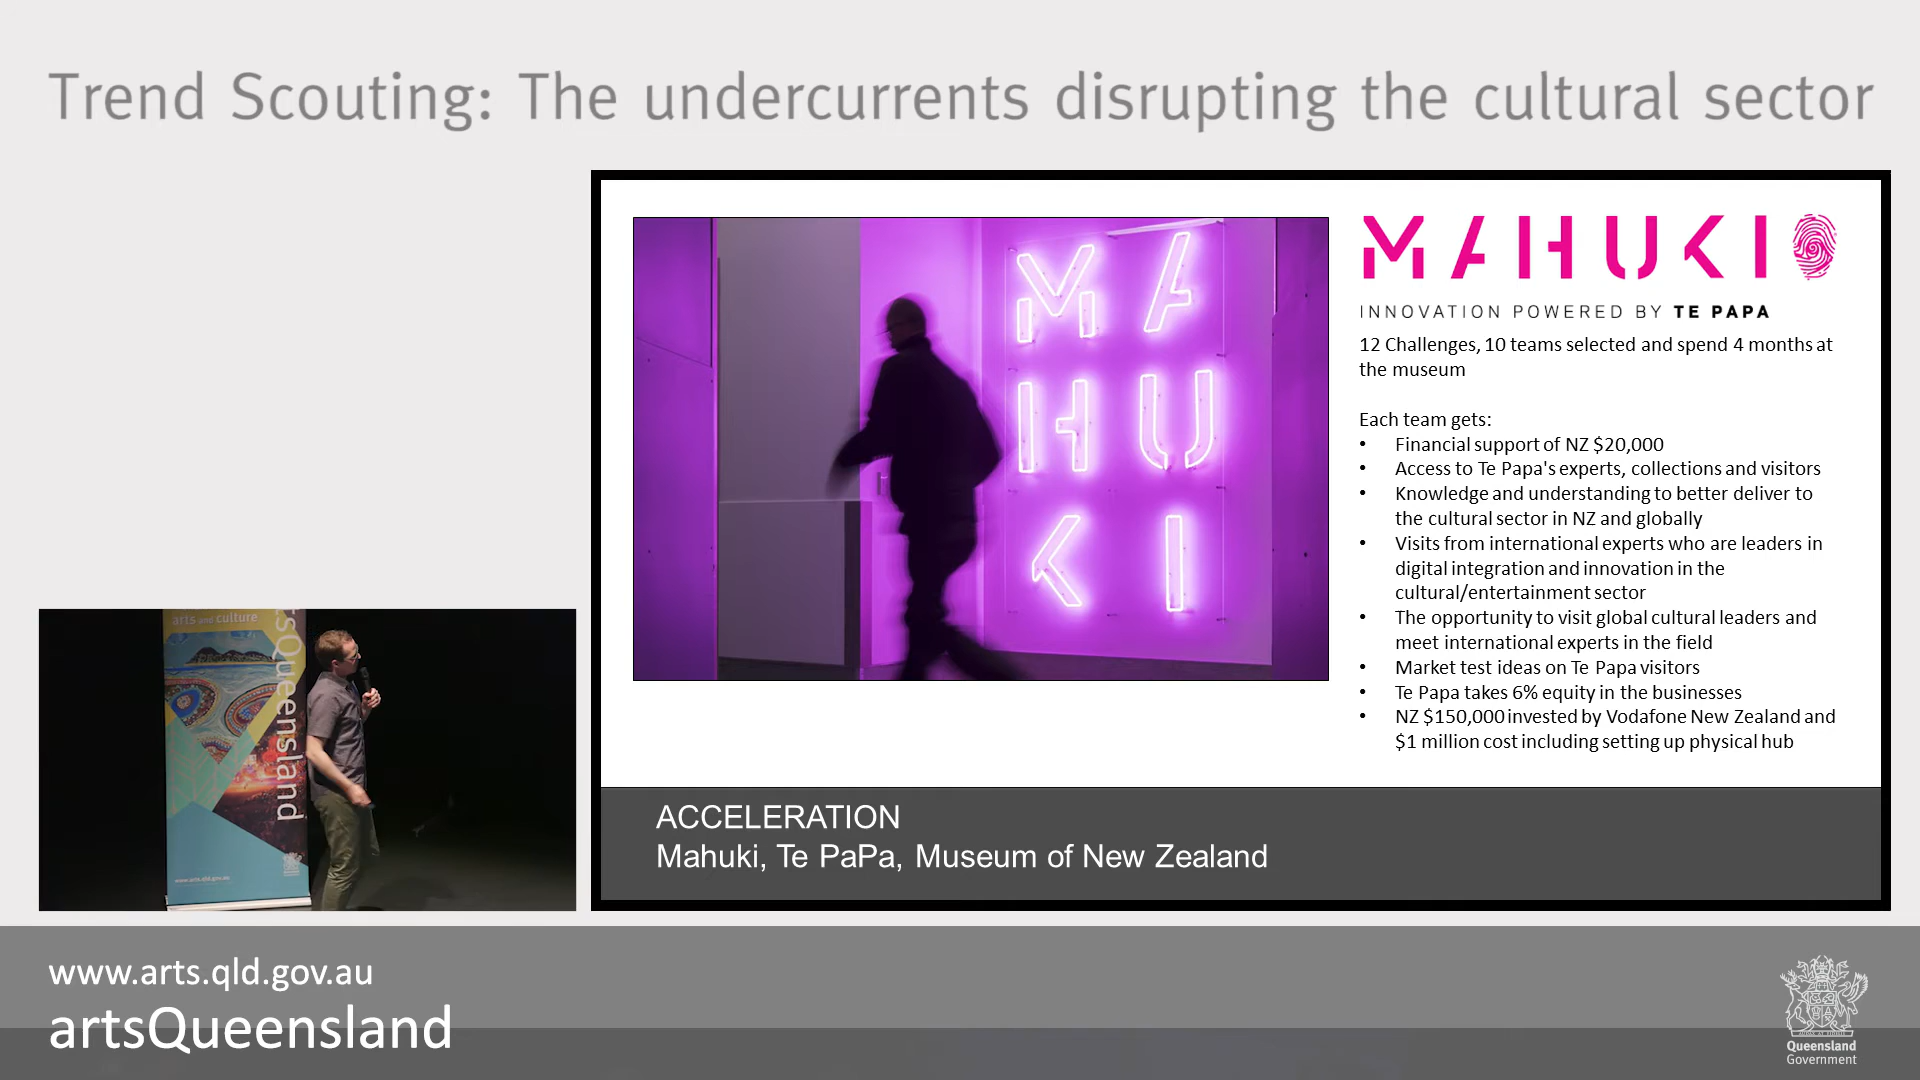 Trend Scouting: The undercurrents disrupting the cultural sector
MAHUKI
INNOVATION POWERED BY TE PAPA
12 Challenges, 10 teams selected and spend 4 months at
the museum
Each team gets:
• Financial support of NZ $20,000
• Access to Te Papa's experts, collections and visitors
• Knowledge and understanding to better deliver to
the cultural sector in NZ and globally
• Visits from international experts who are leaders in
digital integration and innovation in the
cultural/entertainment sector
• The opportunity to visit global cultural leaders and
meet international experts in the field
• Market test ideas on Te Papa visitors
• Te Papa takes 6% equity in the businesses
• NZ $150,000 invested by Vodafone New Zealand and
$1 million cost including setting up physical hub
MA
HU
KI
ACCELERATION
Mahuki, Te PaPa, Museum of New Zealand
arts and culture
tsQueensland
www.arts.qld.gov.au
www.arts.qld.gov.au
artsQueensland
Queensland
Government